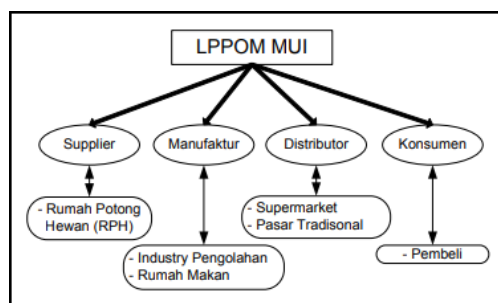 LPPOM MUI
Supplier
Manufaktur
Distributor
Konsumen
- Rumah Potong
Hewan (RPH)
- Industry Pengolahan
- Rumah Makan
- Supermarket
- Pasar Tradisonal
- Pembeli